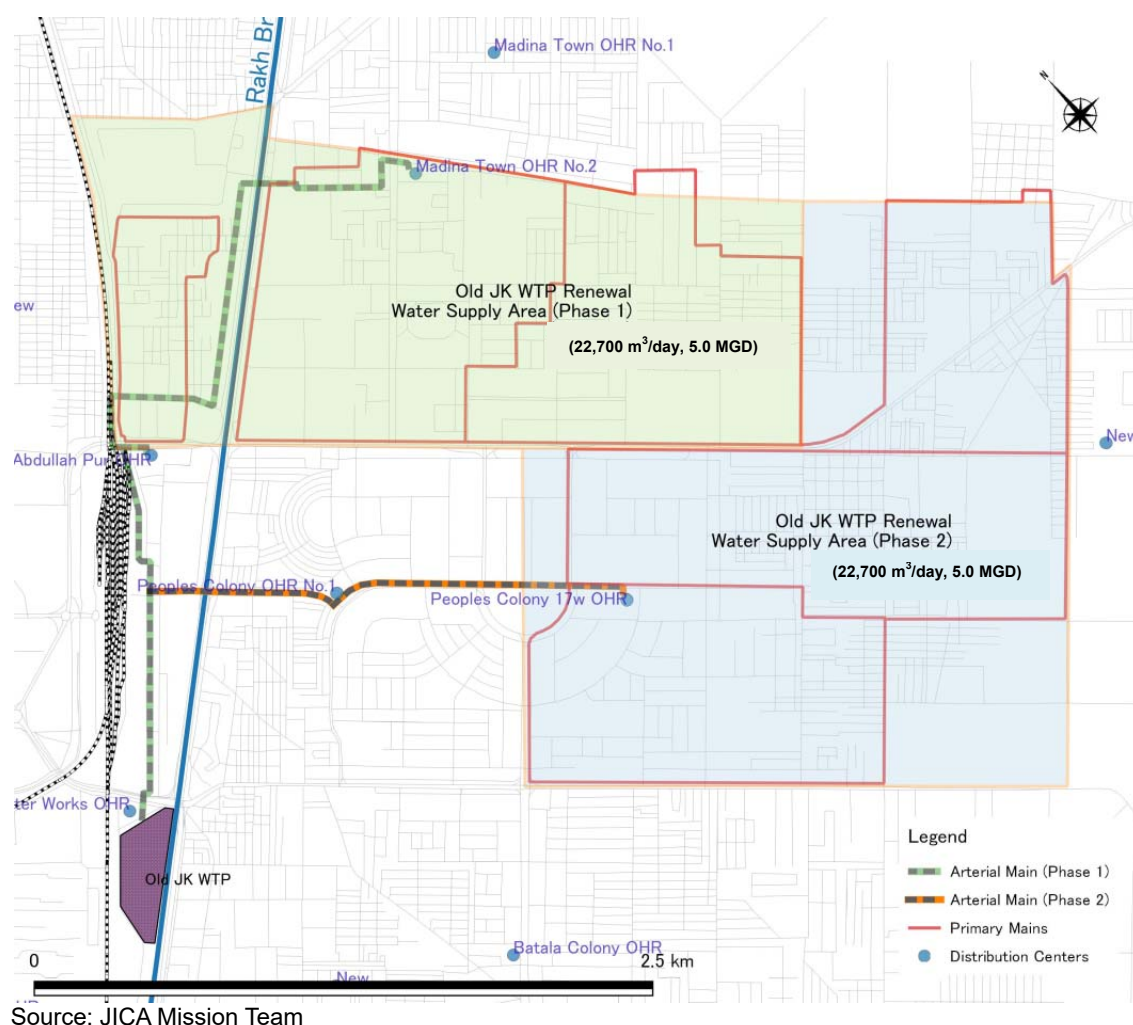 Rakh Br
Madina Town OHR No.1
N
Madina Town OHR No.2
Old JK WTP Renewal
Water Supply Area (Phase 1)
(22,700 m³/day, 5.0 MGD)
ew
Abdullah Pur OHR
New
Old JK WTP Renewal
Water Supply Area (Phase 2)
(22,700 m³/day, 5.0 MGD)
Peoples Colony OHR No.1
Peoples Colony 17w OHR
ter Works OHR
Old JK WTP
Legend
Arterial Main (Phase 1)
Arterial Main (Phase 2)
Primary Mains
Distribution Centers
Batala Colony OHR
0
2.5 km
New
Source: JICA Mission Team